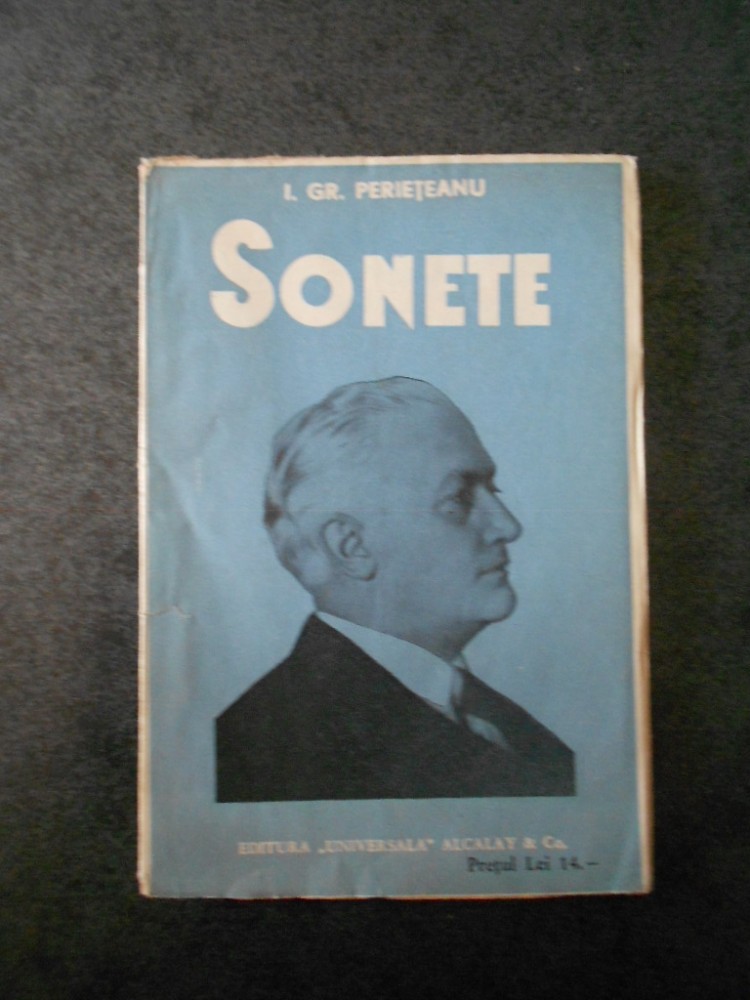 I. GR. PERIEȚEANU
SONETE
EDITURA „UNIVERSALA" ALCALAY & Co.
Prețul Lei 14.–